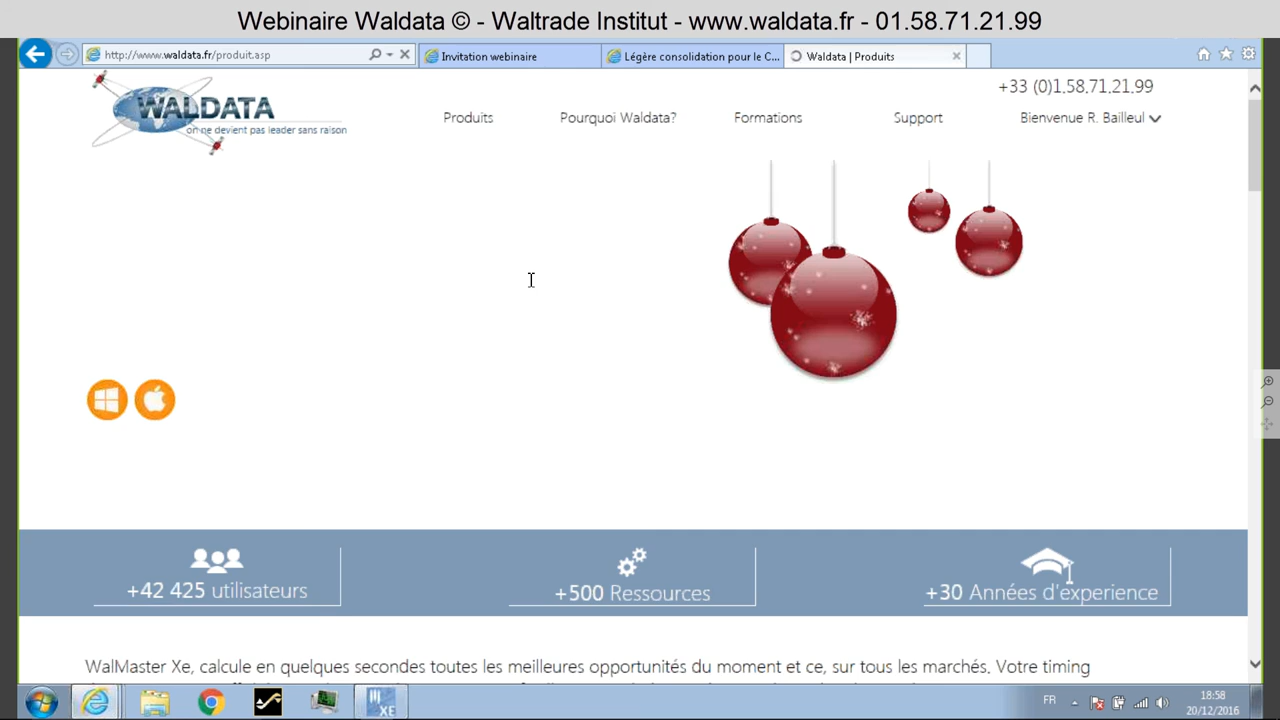 Webinaire Waldata © - Waltrade Institut - www.waldata.fr - 01.58.71.21.99
http://www.waldata.fr/produit.asp
Invitation webinaire
Légère consolidation pour le C...
Waldata | Produits
WALDATA
on ne devient pas leader sans raison
+33 (0)1.58.71.21.99
Produits
Pourquoi Waldata?
Formations
Support
Bienvenue R. Bailleul
+42 425 utilisateurs
+500 Ressources
+30 Années d'experience
WalMaster Xe, calcule en quelques secondes toutes les meilleures opportunités du moment et ce, sur tous les marchés. Votre timing
XE
FR
18:58
20/12/2016